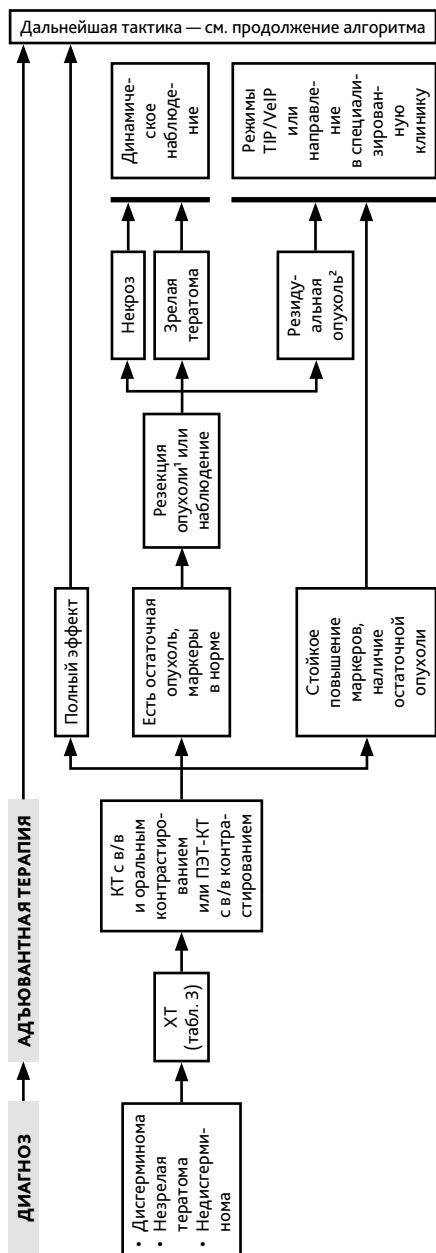 ДИАГНОЗ
АДЪЮВАНТНАЯ ТЕРАПИЯ
• Дисгерминома
• Незрелая
тератома
• Недисгерми-
нома
ХТ
(табл. 3)
КТ с в/в
и оральным
контрастиро-
ванием
или ПЭТ-КТ
с в/в контра-
стированием
Полный эффект
Есть остаточная
опухоль,
маркеры
в норме
Стойкое
повышение
маркеров,
наличие
остаточной
опухоли
Резекция
опухоли¹ или
наблюдение
Некроз
Зрелая
тератома
Резиду-
альная
опухоль²
Динамиче-
ское
наблюде-
ние
Режимы
TIP/VeIP
или
направле-
ние
в специали-
зирован-
ную
клинику
Дальнейшая тактика — см. продолжение алгоритма